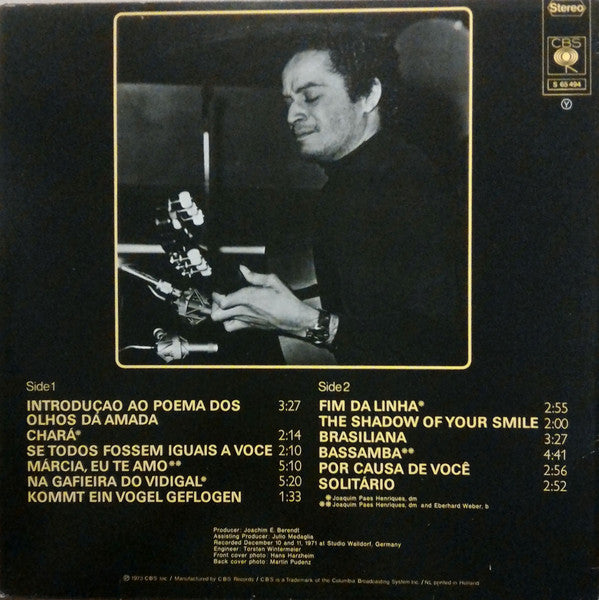 Stereo
CBS
S 65 494
Y
Side 1
INTRODUÇAO AO POEMA DOS 3:27
OLHOS DA AMADA
CHARÁ* 2:14
SE TODOS FOSSEM IGUAIS A VOCE 2:10
MÁRCIA, EU TE AMO** 5:10
NA GAFIEIRA DO VIDIGAL* 5:20
KOMMT EIN VOGEL GEFLOGEN 1:33
Side 2
FIM DA LINHA* 2:55
THE SHADOW OF YOUR SMILE 2:00
BRASILIANA 3:27
BASSAMBA** 4:41
POR CAUSA DE VOCÊ 2:56
SOLITÁRIO 2:52
*Joaquim Paes Henriques, dm
**Joaquim Paes Henriques, dm and Eberhard Weber, b
Producer: Joachim E. Berendt
Assisting Producer: Julio Medaglia
Recorded December 10 and 11, 1971 at Studio Walldorf, Germany
Engineer: Torsten Wintermeier
Front cover photo: Hans Harzheim
Back cover photo: Martin Pudenz
℗ 1973 CBS Inc / Manufactured by CBS Records / CBS is a Trademark of the Columbia Broadcasting System Inc. / NL printed in Holland